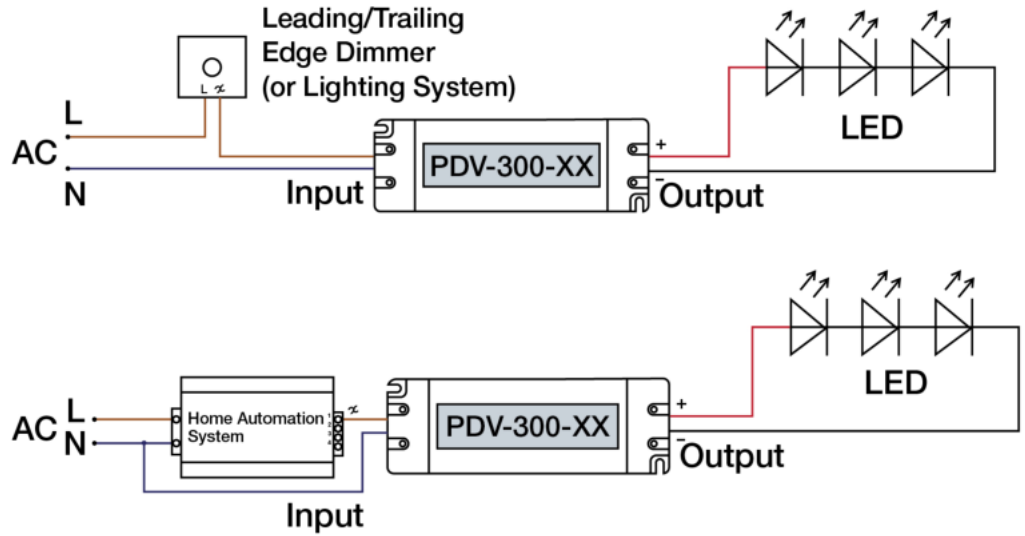 Leading/Trailing
Edge Dimmer
(or Lighting System)
L
L
AC
N
Input
PDV-300-XX
+
-
Output
LED
L
AC
N
Home Automation
System
1
2
3
4
Input
PDV-300-XX
+
-
Output
LED